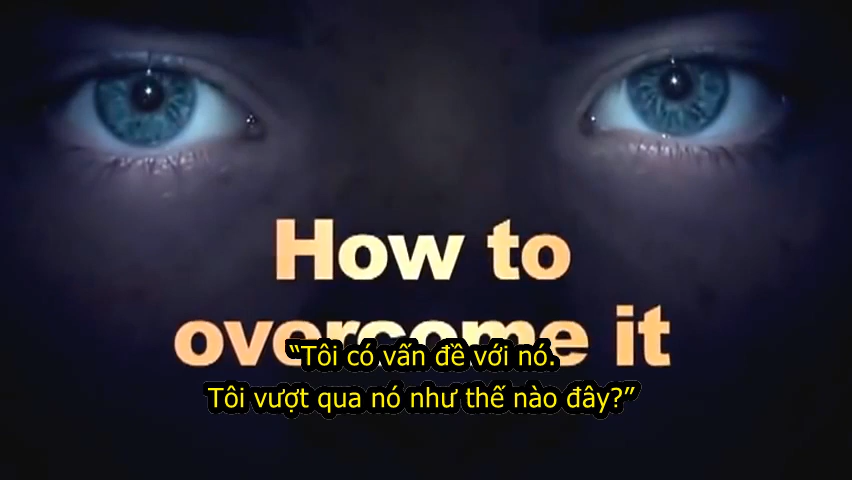 How to
overcome it
“Tôi có vấn đề với nó.
Tôi vượt qua nó như thế nào đây?”